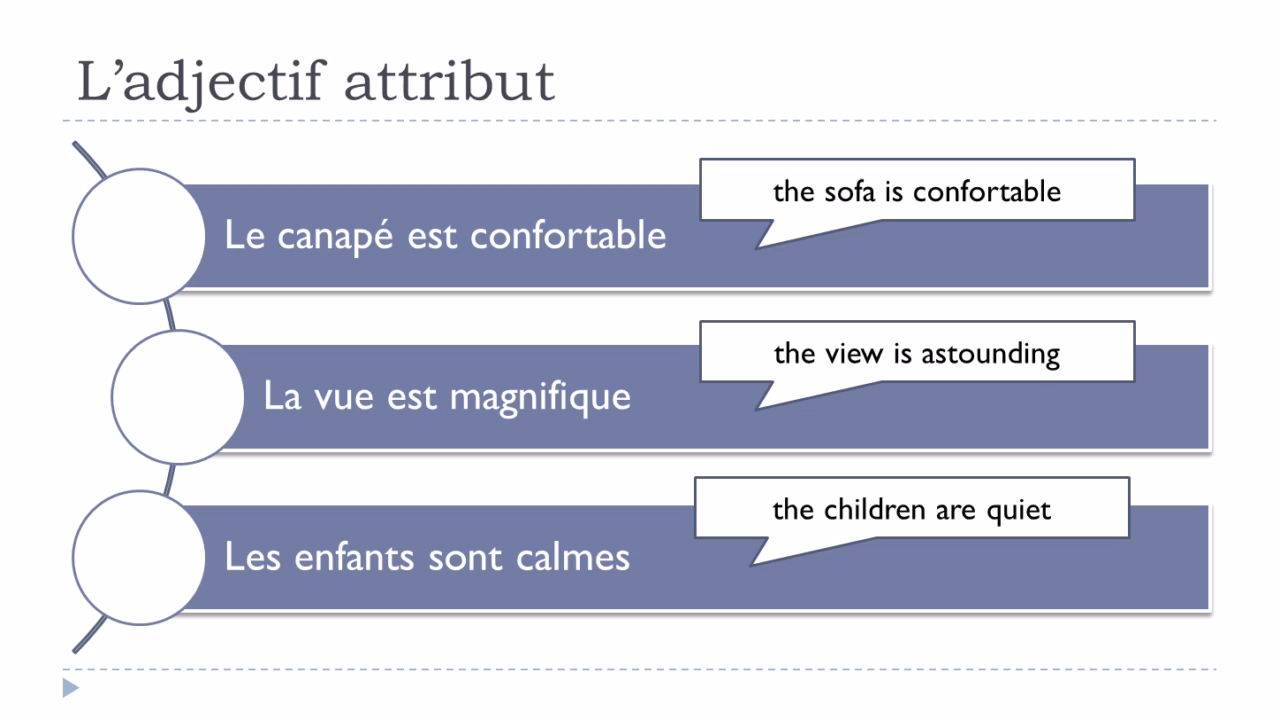 L’adjectif attribut
the sofa is confortable
Le canapé est confortable
the view is astounding
La vue est magnifique
the children are quiet
Les enfants sont calmes